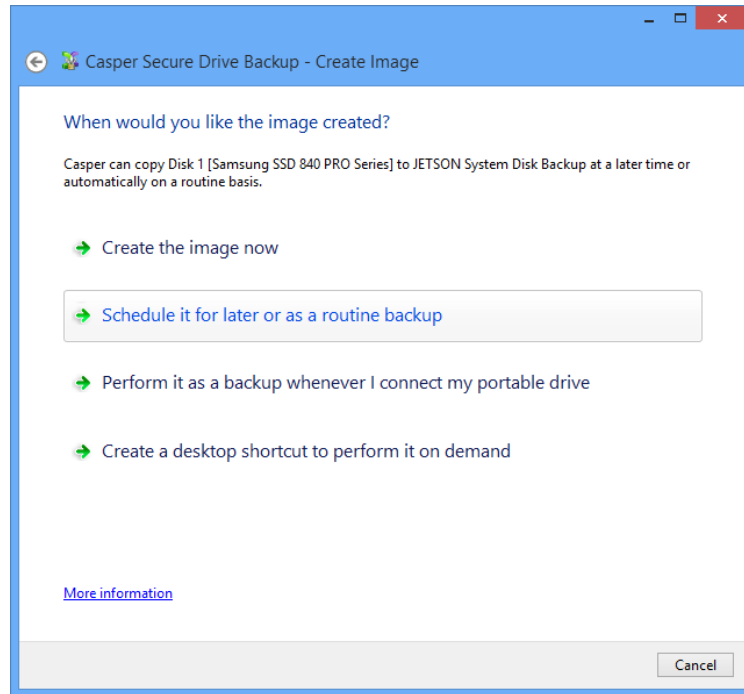 Casper Secure Drive Backup - Create Image
When would you like the image created?
Casper can copy Disk 1 [Samsung SSD 840 PRO Series] to JETSON System Disk Backup at a later time or
automatically on a routine basis.
Create the image now
Schedule it for later or as a routine backup
Perform it as a backup whenever I connect my portable drive
Create a desktop shortcut to perform it on demand
More information
Cancel